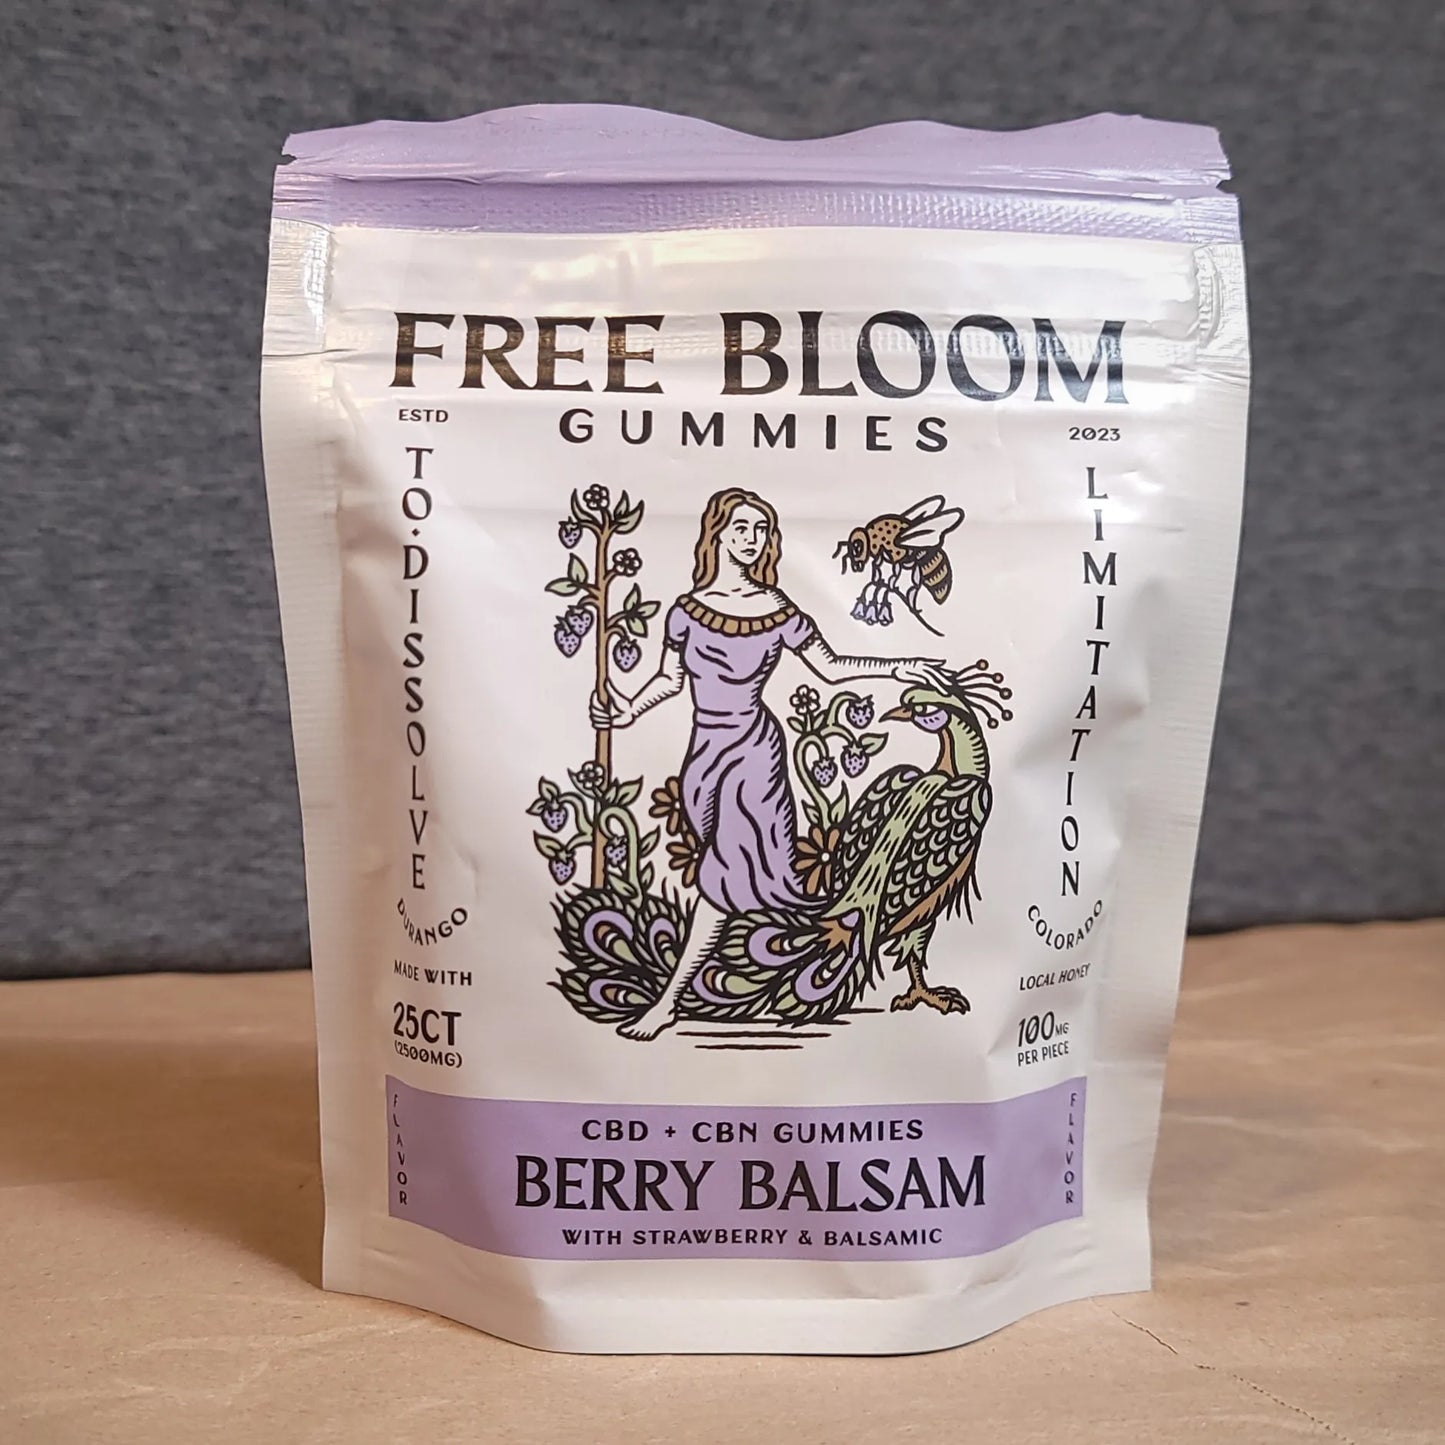 FREE BLOOM
GUMMIES
ESTD
2023
TO·DISSOLVE
LIMITATION
DURANGO
COLORADO
MADE WITH
LOCAL HONEY
25CT
(2500MG)
100MG
PER PIECE
FLAVOR
CBD + CBN GUMMIES
BERRY BALSAM
WITH STRAWBERRY & BALSAMIC
FLAVOR